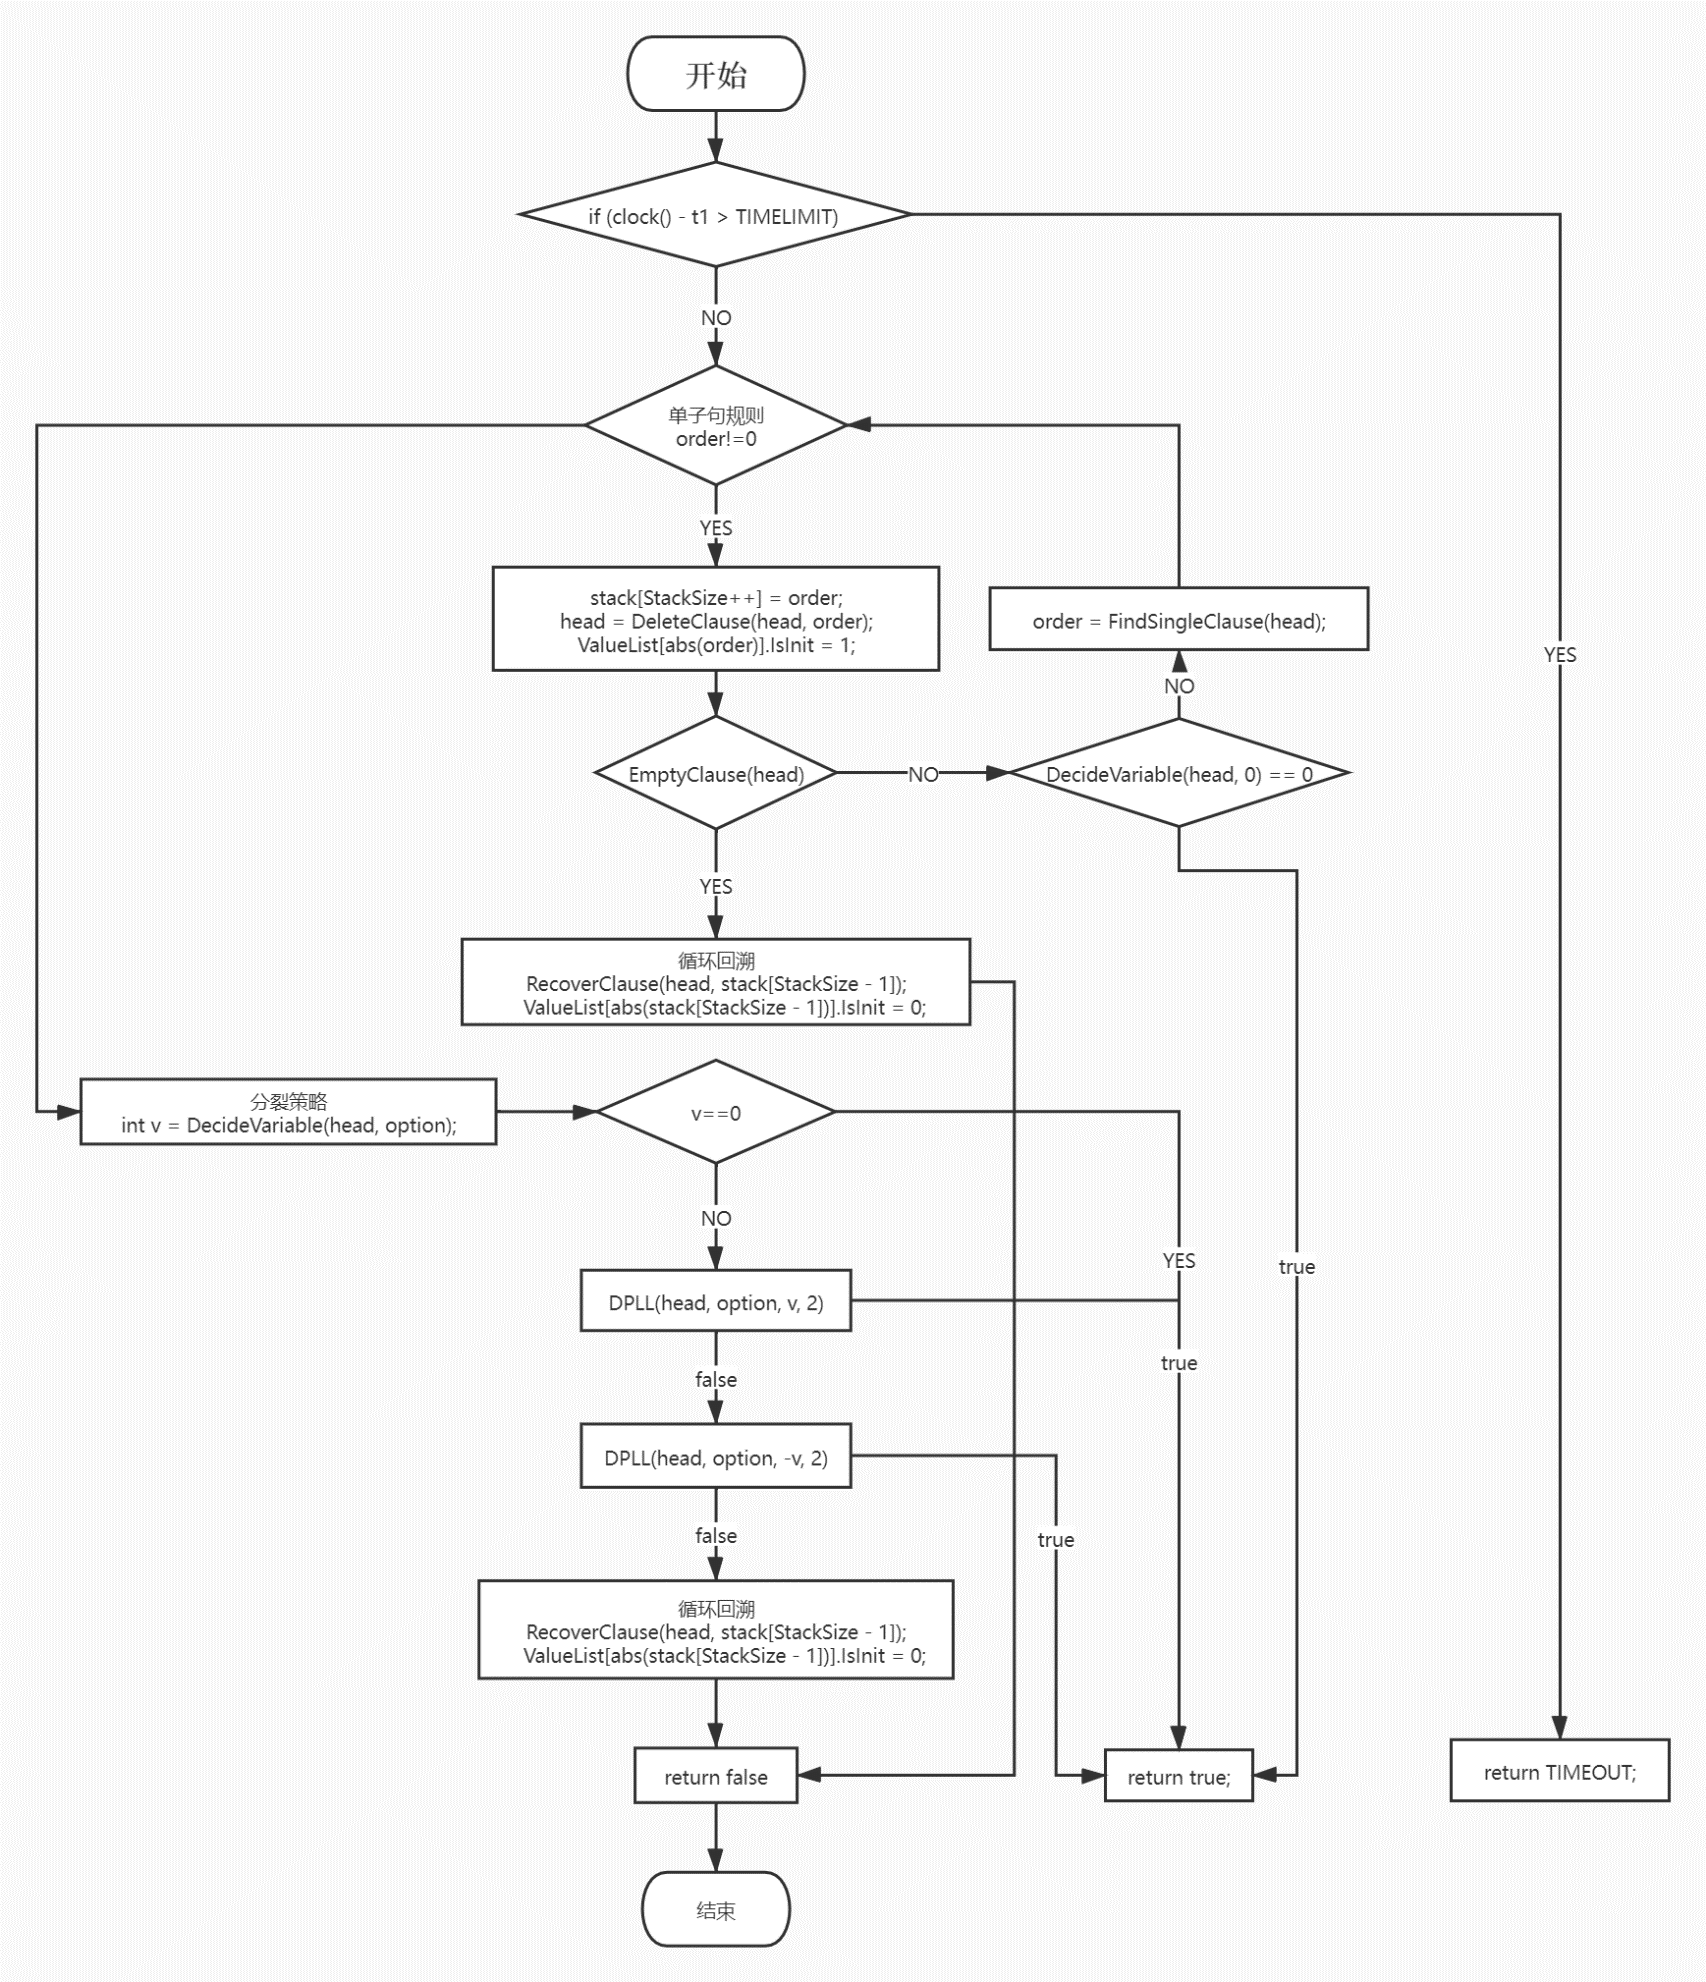 开始
if (clock() - t1 > TIMELIMIT)
NO
单子句规则
order!=0
YES
stack[StackSize++] = order;
head = DeleteClause(head, order);
ValueList[abs(order)].IsInit = 1;
order = FindSingleClause(head);
YES
NO
EmptyClause(head)
NO
DecideVariable(head, 0) == 0
YES
循环回溯
RecoverClause(head, stack[StackSize - 1]);
ValueList[abs(stack[StackSize - 1])].IsInit = 0;
分裂策略
int v = DecideVariable(head, option);
v==0
NO
YES
true
DPLL(head, option, v, 2)
true
false
DPLL(head, option, -v, 2)
false
true
循环回溯
RecoverClause(head, stack[StackSize - 1]);
ValueList[abs(stack[StackSize - 1])].IsInit = 0;
return false
return true;
return TIMEOUT;
结束